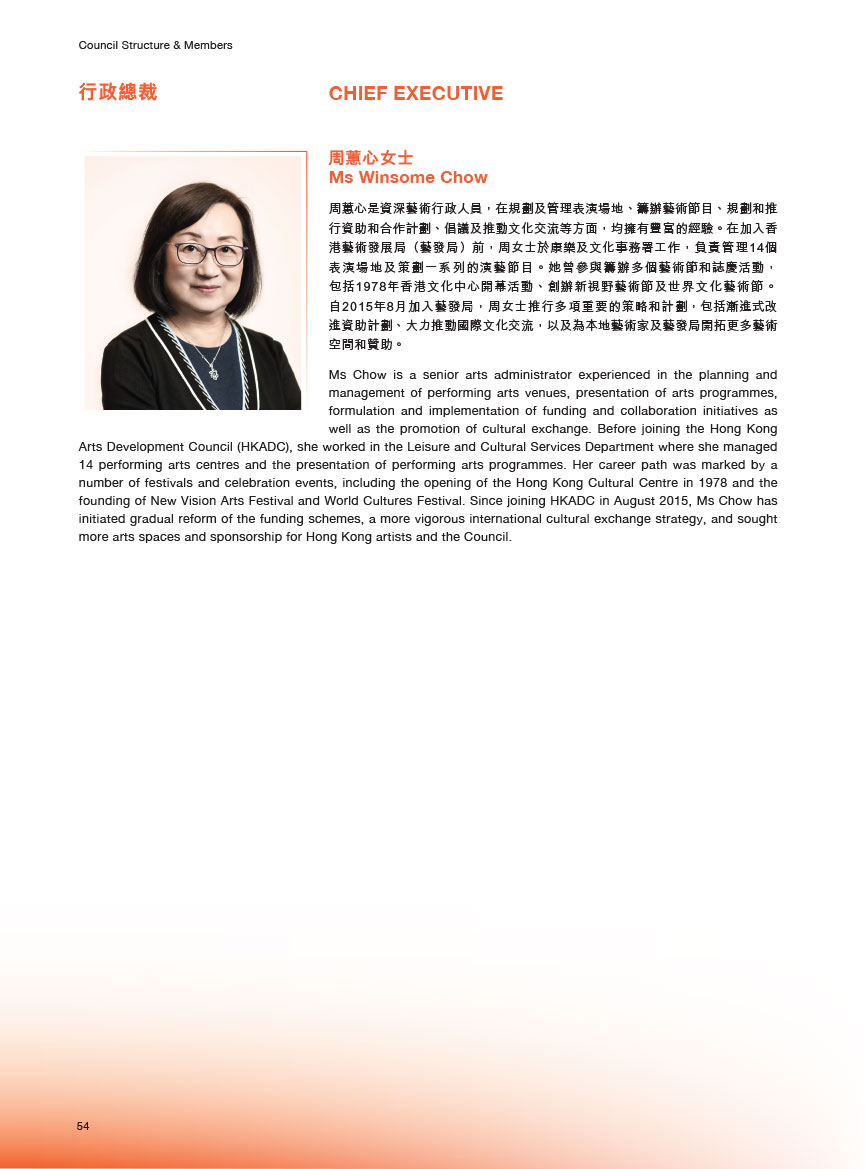 Council Structure & Members
行政總裁
CHIEF EXECUTIVE
周蕙心女士
Ms Winsome Chow
周蕙心是資深藝術行政人員，在規劃及管理表演場地、籌辦藝術節目、規劃和推
行資助和合作計劃、倡議及推動文化交流等方面，均擁有豐富的經驗。在加入香
港藝術發展局（藝發局）前，周女士於康樂及文化事務署工作，負責管理14個
表演場地及策劃一系列的演藝節目。她曾參與籌辦多個藝術節和誌慶活動，
包括1978年香港文化中心開幕活動、創辦新視野藝術節及世界文化藝術節。
自2015年8月加入藝發局，周女士推行多項重要的策略和計劃，包括漸進式改
進資助計劃、大力推動國際文化交流，以及為本地藝術家及藝發局開拓更多藝術
空間和贊助。
Ms Chow is a senior arts administrator experienced in the planning and
management of performing arts venues, presentation of arts programmes,
formulation and implementation of funding and collaboration initiatives as
well as the promotion of cultural exchange. Before joining the Hong Kong
Arts Development Council (HKADC), she worked in the Leisure and Cultural Services Department where she managed
14 performing arts centres and the presentation of performing arts programmes. Her career path was marked by a
number of festivals and celebration events, including the opening of the Hong Kong Cultural Centre in 1978 and the
founding of New Vision Arts Festival and World Cultures Festival. Since joining HKADC in August 2015, Ms Chow has
initiated gradual reform of the funding schemes, a more vigorous international cultural exchange strategy, and sought
more arts spaces and sponsorship for Hong Kong artists and the Council.
54